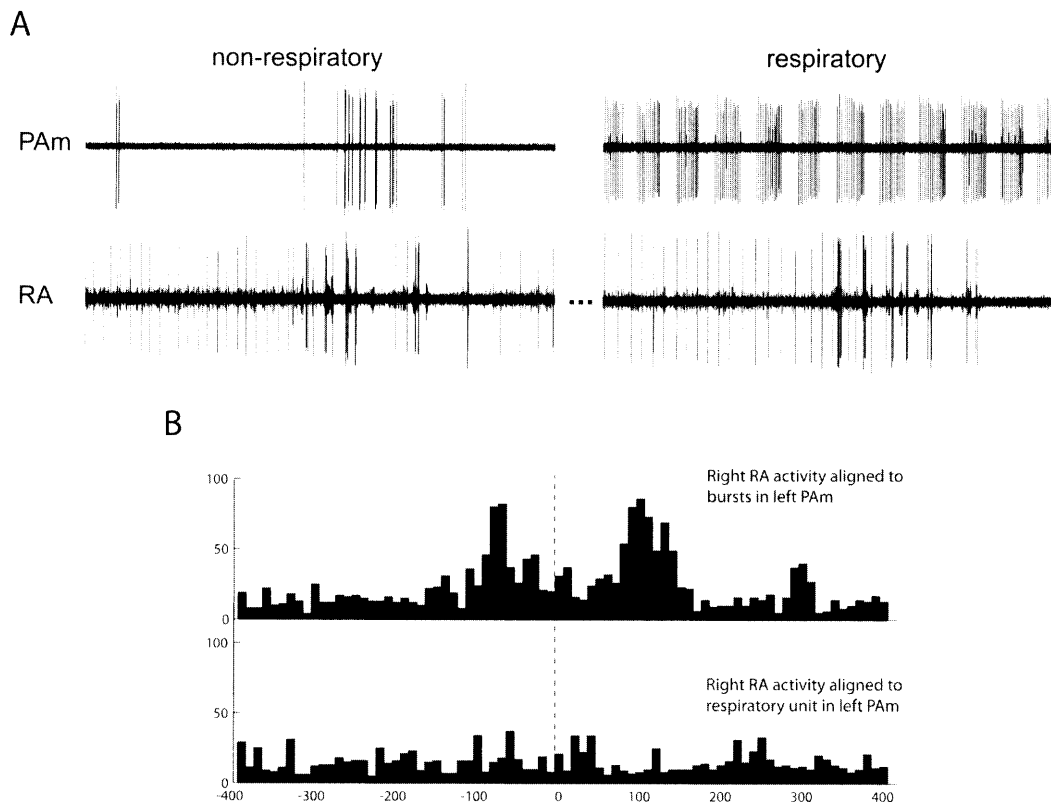 A
non-respiratory
respiratory
PAm
RA
...
B
100
50
0
Right RA activity aligned to
bursts in left PAm
100
50
0
Right RA activity aligned to
respiratory unit in left PAm
-400 -300 -200 -100 0 100 200 300 400